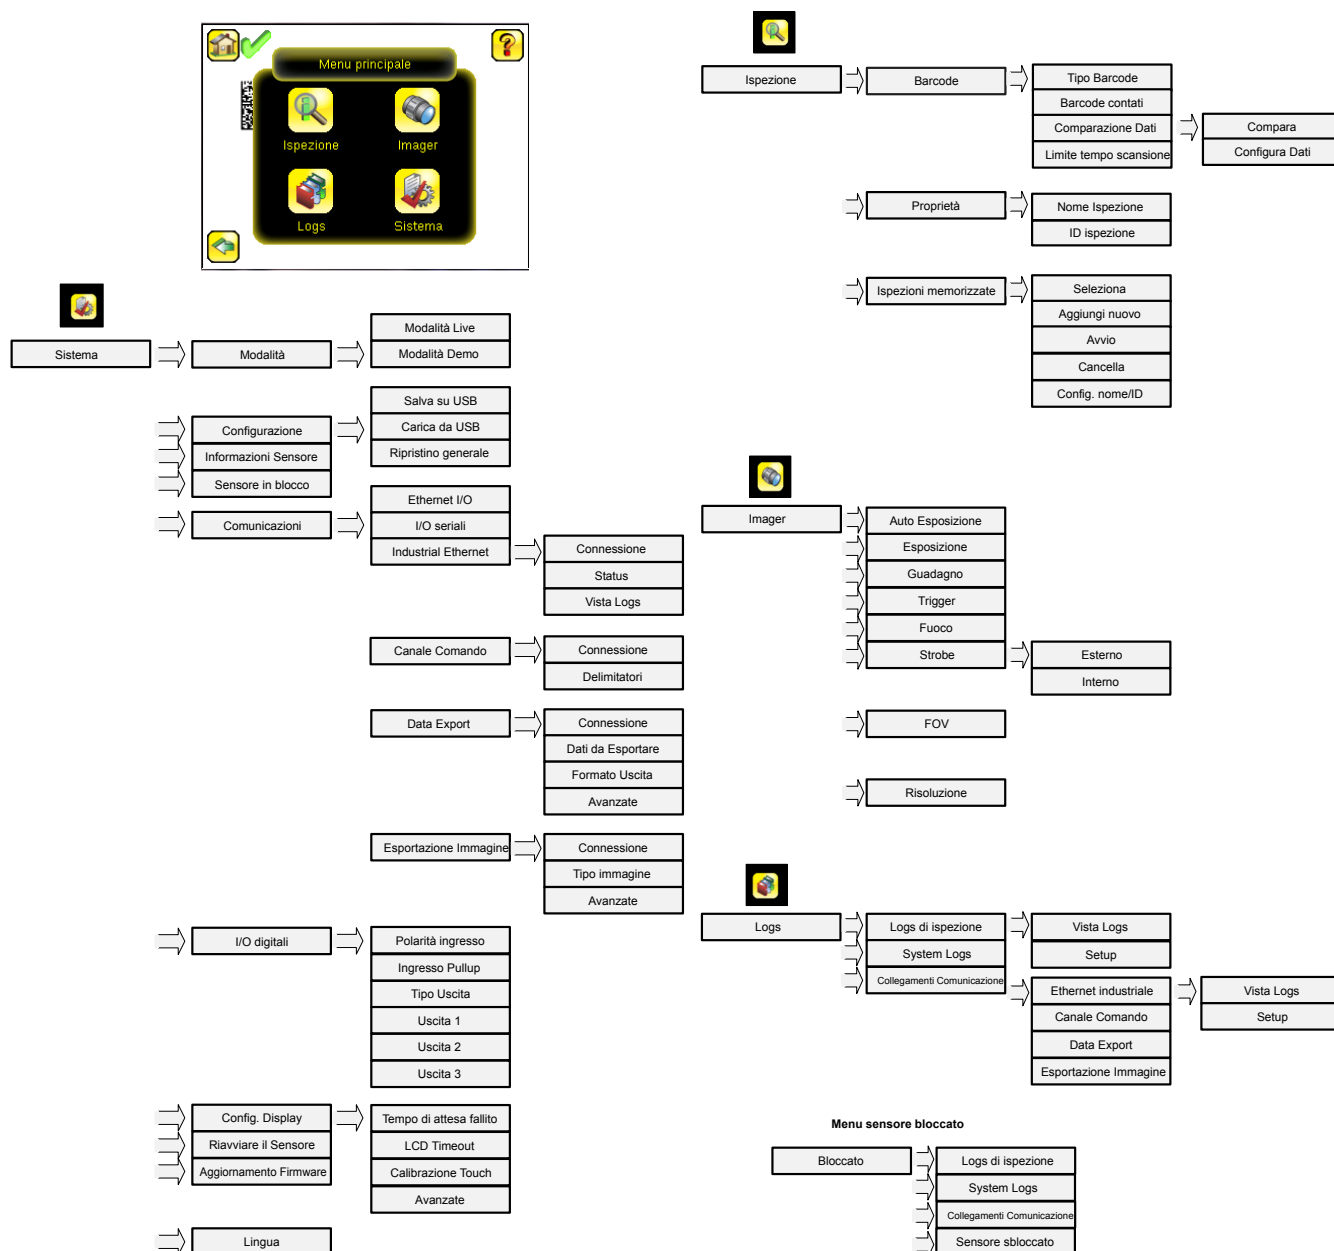 Menu principale
Ispezione
Imager
Logs
Sistema
Sistema
Modalità
Modalità Live
Modalità Demo
Configurazione
Informazioni Sensore
Sensore in blocco
Salva su USB
Carica da USB
Ripristino generale
Comunicazioni
Ethernet I/O
I/O seriali
Industrial Ethernet
Connessione
Status
Vista Logs
Canale Comando
Connessione
Delimitatori
Data Export
Connessione
Dati da Esportare
Formato Uscita
Avanzate
Esportazione Immagine
Connessione
Tipo immagine
Avanzate
I/O digitali
Polarità ingresso
Ingresso Pullup
Tipo Uscita
Uscita 1
Uscita 2
Uscita 3
Config. Display
Riavviare il Sensore
Aggiornamento Firmware
Tempo di attesa fallito
LCD Timeout
Calibrazione Touch
Avanzate
Lingua
Ispezione
Barcode
Tipo Barcode
Barcode contati
Comparazione Dati
Limite tempo scansione
Compara
Configura Dati
Proprietà
Nome Ispezione
ID ispezione
Ispezioni memorizzate
Seleziona
Aggiungi nuovo
Avvio
Cancella
Config. nome/ID
Imager
Auto Esposizione
Esposizione
Guadagno
Trigger
Fuoco
Strobe
Esterno
Interno
FOV
Risoluzione
Logs
Logs di ispezione
System Logs
Collegamenti Comunicazione
Vista Logs
Setup
Ethernet industriale
Canale Comando
Data Export
Esportazione Immagine
Vista Logs
Setup
Menu sensore bloccato
Bloccato
Logs di ispezione
System Logs
Collegamenti Comunicazione
Sensore sbloccato